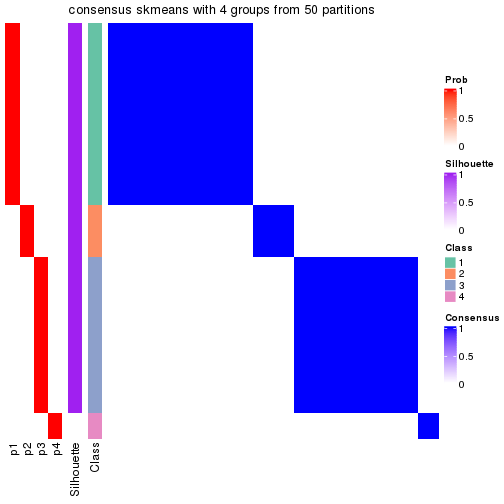 consensus skmeans with 4 groups from 50 partitions
Prob
1
0.5
0
Silhouette
1
0.5
0
Class
1
2
3
4
Consensus
1
0.5
0
p1
p2
p3
p4
Silhouette
Class